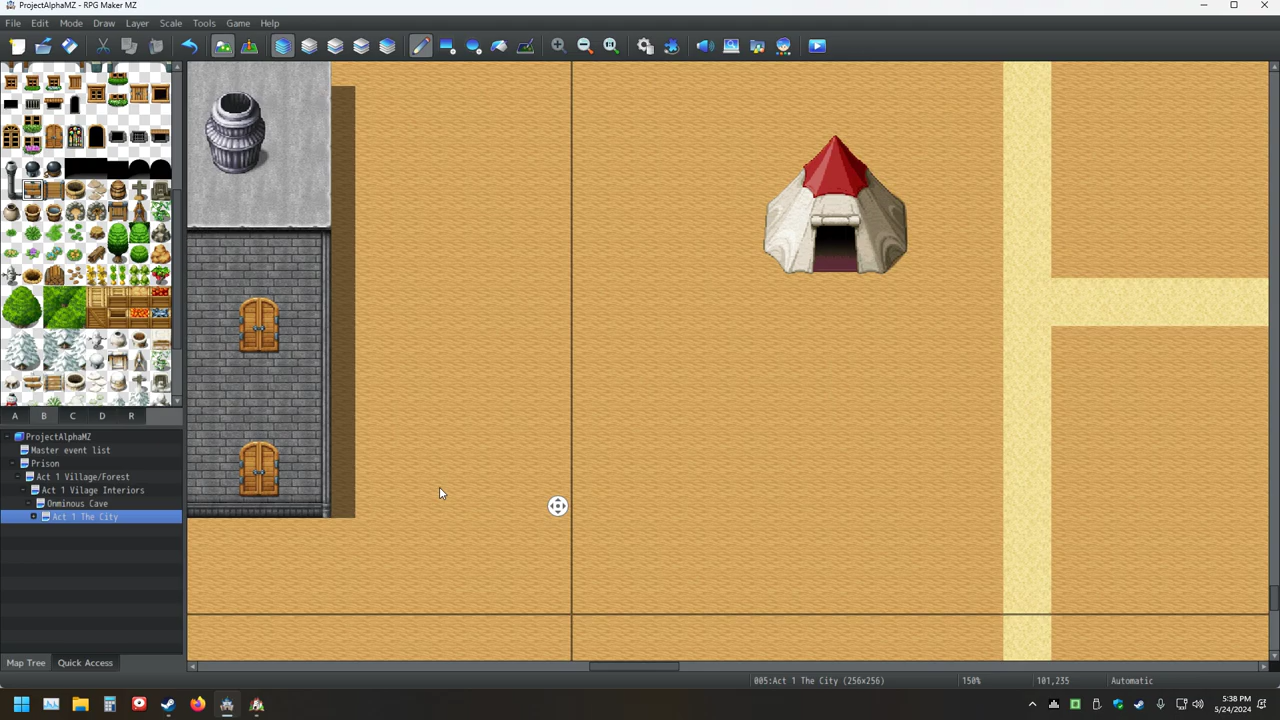 ProjectAlphaMZ - RPG Maker MZ
File Edit Mode Draw Layer Scale Tools Game Help
A B C D R
ProjectAlphaMZ
Master event list
Prison
Act 1 Village/Forest
Act 1 Vilage Interiors
Onminous Cave
Act 1 The City
Map Tree Quick Access
005:Act 1 The City (256x256) 150% 101,235 Automatic
5:38 PM
5/24/2024